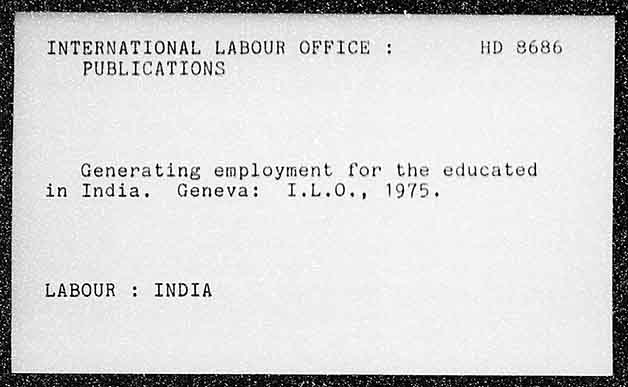 INTERNATIONAL LABOUR OFFICE : HD 8686
PUBLICATIONS
Generating employment for the educated
in India. Geneva: I.L.O., 1975.
LABOUR : INDIA